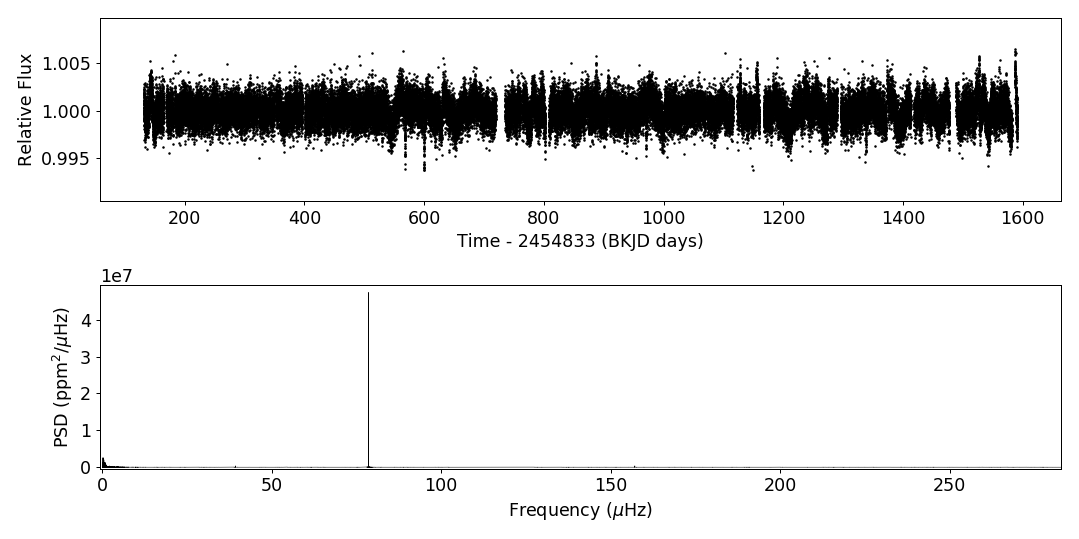 Relative Flux
1.005
1.000
0.995
200 400 600 800 1000 1200 1400 1600
Time - 2454833 (BKJD days)
1e7
PSD (ppm²/μHz)
4
3
2
1
0
0 50 100 150 200 250
Frequency (μHz)